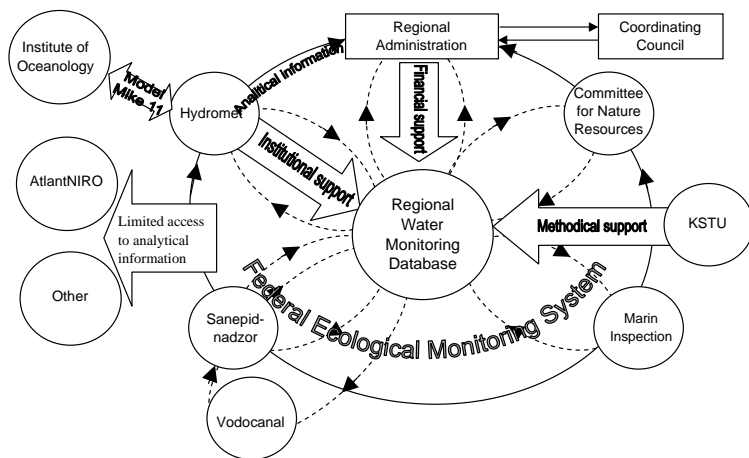 Institute of
Oceanology
Model
Mike 11
Hydromet
Analitical information
Regional
Administration
Coordinating
Council
Financial
support
Committee
for Nature
Resources
Institutional support
AtlantNIRO
Limited access
to analytical
information
Other
Regional
Water
Monitoring
Database
Methodical support
KSTU
Federal Ecological Monitoring System
Sanepid-
nadzor
Marin
Inspection
Vodocanal